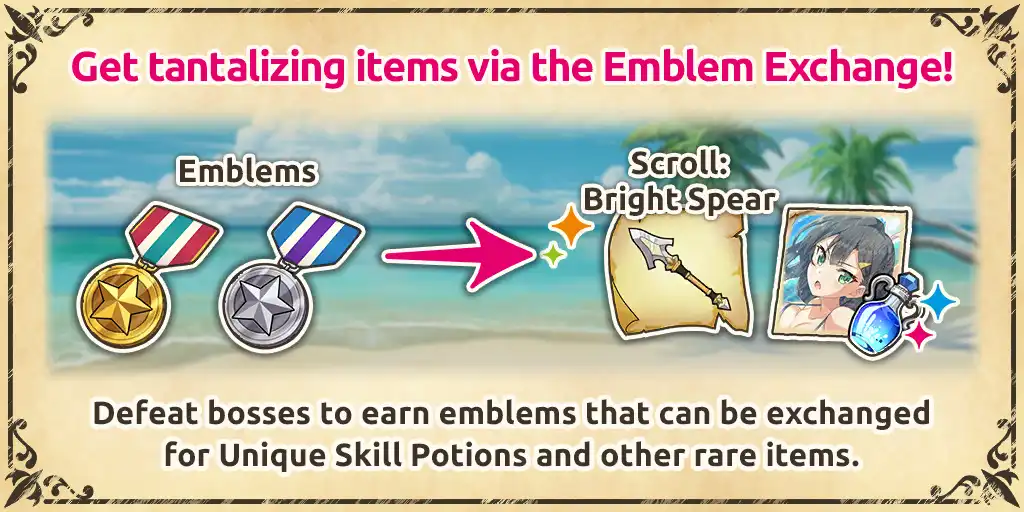 Get tantalizing items via the Emblem Exchange!
Emblems
Scroll:
Bright Spear
Defeat bosses to earn emblems that can be exchanged
for Unique Skill Potions and other rare items.